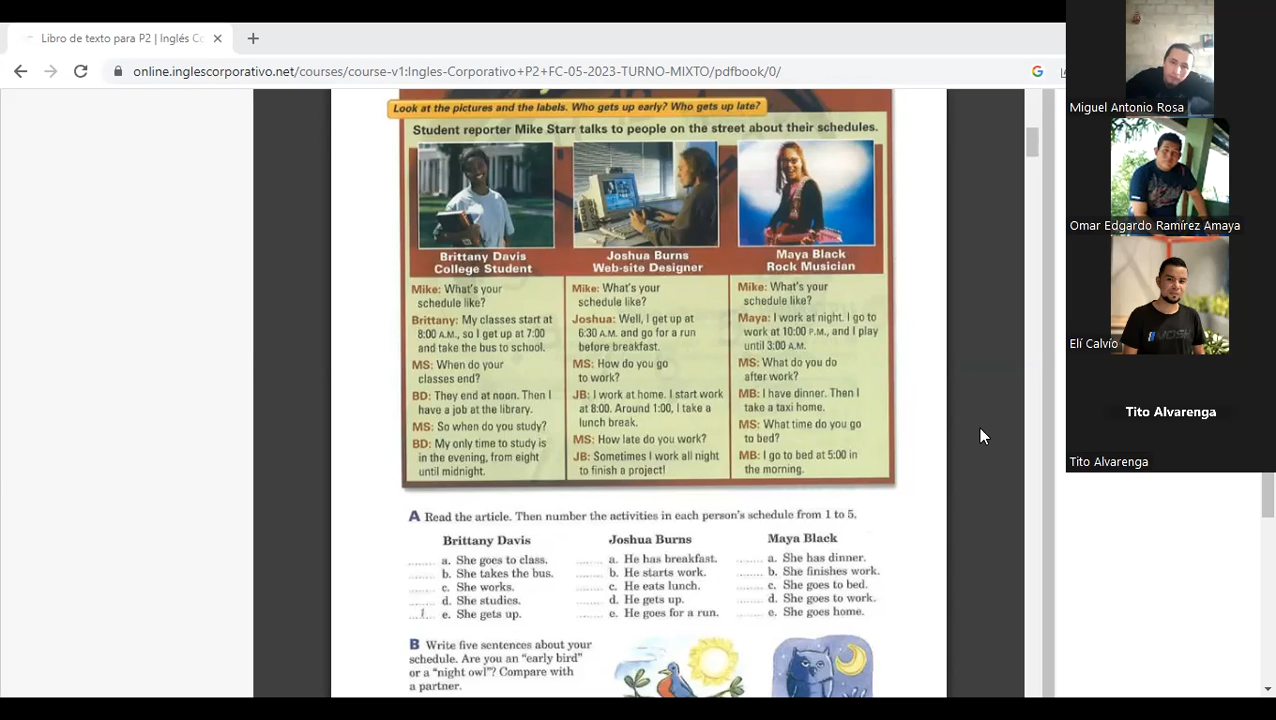 Libro de texto para P2 | Inglés Co
online.inglescorporativo.net/courses/course-v1:Ingles-Corporativo+P2+FC-05-2023-TURNO-MIXTO/pdfbook/0/
Look at the pictures and the labels. Who gets up early? Who gets up late?
Student reporter Mike Starr talks to people on the street about their schedules.
Brittany Davis
College Student
Mike: What's your
schedule like?
Brittany: My classes start at
8:00 A.M., so I get up at 7:00
and take the bus to school.
MS: When do your
classes end?
BD: They end at noon. Then I
have a job at the library.
MS: So when do you study?
BD: My only time to study is
in the evening, from eight
until midnight.
Joshua Burns
Web-site Designer
Mike: What's your
schedule like?
Joshua: Well, I get up at
6:30 A.M. and go for a run
before breakfast.
MS: How do you go
to work?
JB: I work at home. I start work
at 8:00. Around 1:00, I take a
lunch break.
MS: How late do you work?
JB: Sometimes I work all night
to finish a project!
Maya Black
Rock Musician
Mike: What's your
schedule like?
Maya: I work at night. I go to
work at 10:00 P.M., and I play
until 3:00 A.M.
MS: What do you do
after work?
MB: I have dinner. Then I
take a taxi home.
MS: What time do you go
to bed?
MB: I go to bed at 5:00 in
the morning.
A Read the article. Then number the activities in each person's schedule from 1 to 5.
Brittany Davis
a. She goes to class.
b. She takes the bus.
c. She works.
d. She studies.
1 e. She gets up.
Joshua Burns
a. He has breakfast.
b. He starts work.
c. He eats lunch.
d. He gets up.
e. He goes for a run.
Maya Black
a. She has dinner.
b. She finishes work.
c. She goes to bed.
d. She goes to work.
e. She goes home.
B Write five sentences about your
schedule. Are you an "early bird"
or a "night owl"? Compare with
a partner.
Miguel Antonio Rosa
Omar Edgardo Ramírez Amaya
Elí Calvío
Tito Alvarenga
Tito Alvarenga